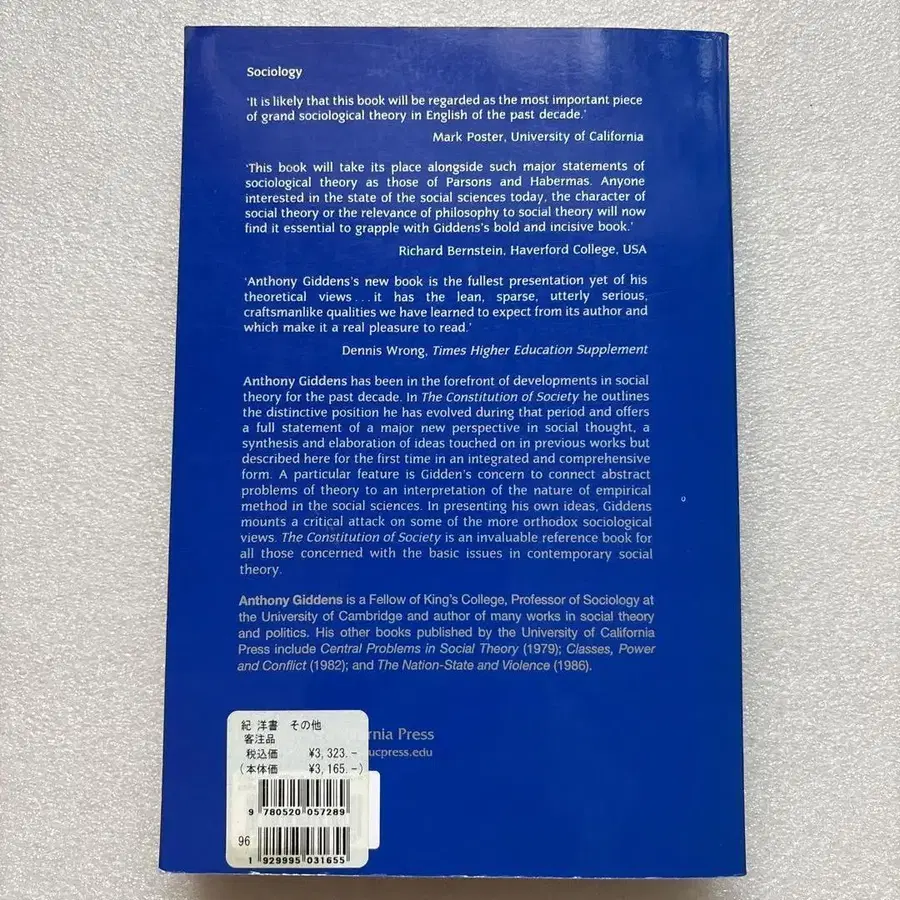 Sociology
'It is likely that this book will be regarded as the most important piece
of grand sociological theory in English of the past decade.'
Mark Poster, University of California
'This book will take its place alongside such major statements of
sociological theory as those of Parsons and Habermas. Anyone
interested in the state of the social sciences today, the character of
social theory or the relevance of philosophy to social theory will now
find it essential to grapple with Giddens's bold and incisive book.'
Richard Bernstein, Haverford College, USA
'Anthony Giddens's new book is the fullest presentation yet of his
theoretical views...it has the lean, sparse, utterly serious,
craftsmanlike qualities we have learned to expect from its author and
which make it a real pleasure to read.'
Dennis Wrong, Times Higher Education Supplement
Anthony Giddens has been in the forefront of developments in social
theory for the past decade. In The Constitution of Society he outlines
the distinctive position he has evolved during that period and offers
a full statement of a major new perspective in social thought, a
synthesis and elaboration of ideas touched on in previous works but
described here for the first time in an integrated and comprehensive
form. A particular feature is Gidden's concern to connect abstract
problems of theory to an interpretation of the nature of empirical
method in the social sciences. In presenting his own ideas, Giddens
mounts a critical attack on some of the more orthodox sociological
views. The Constitution of Society is an invaluable reference book for
all those concerned with the basic issues in contemporary social
theory.
Anthony Giddens is a Fellow of King's College, Professor of Sociology at
the University of Cambridge and author of many works in social theory
and politics. His other books published by the University of California
Press include Central Problems in Social Theory (1979); Classes, Power
and Conflict (1982); and The Nation-State and Violence (1986).
rnia Press
ucpress.edu
紀 洋書 その他
客注品
税込価 ¥3,323.-
(本体価 ¥3,165.-)
9 780520 057289
96
1 929995 031655